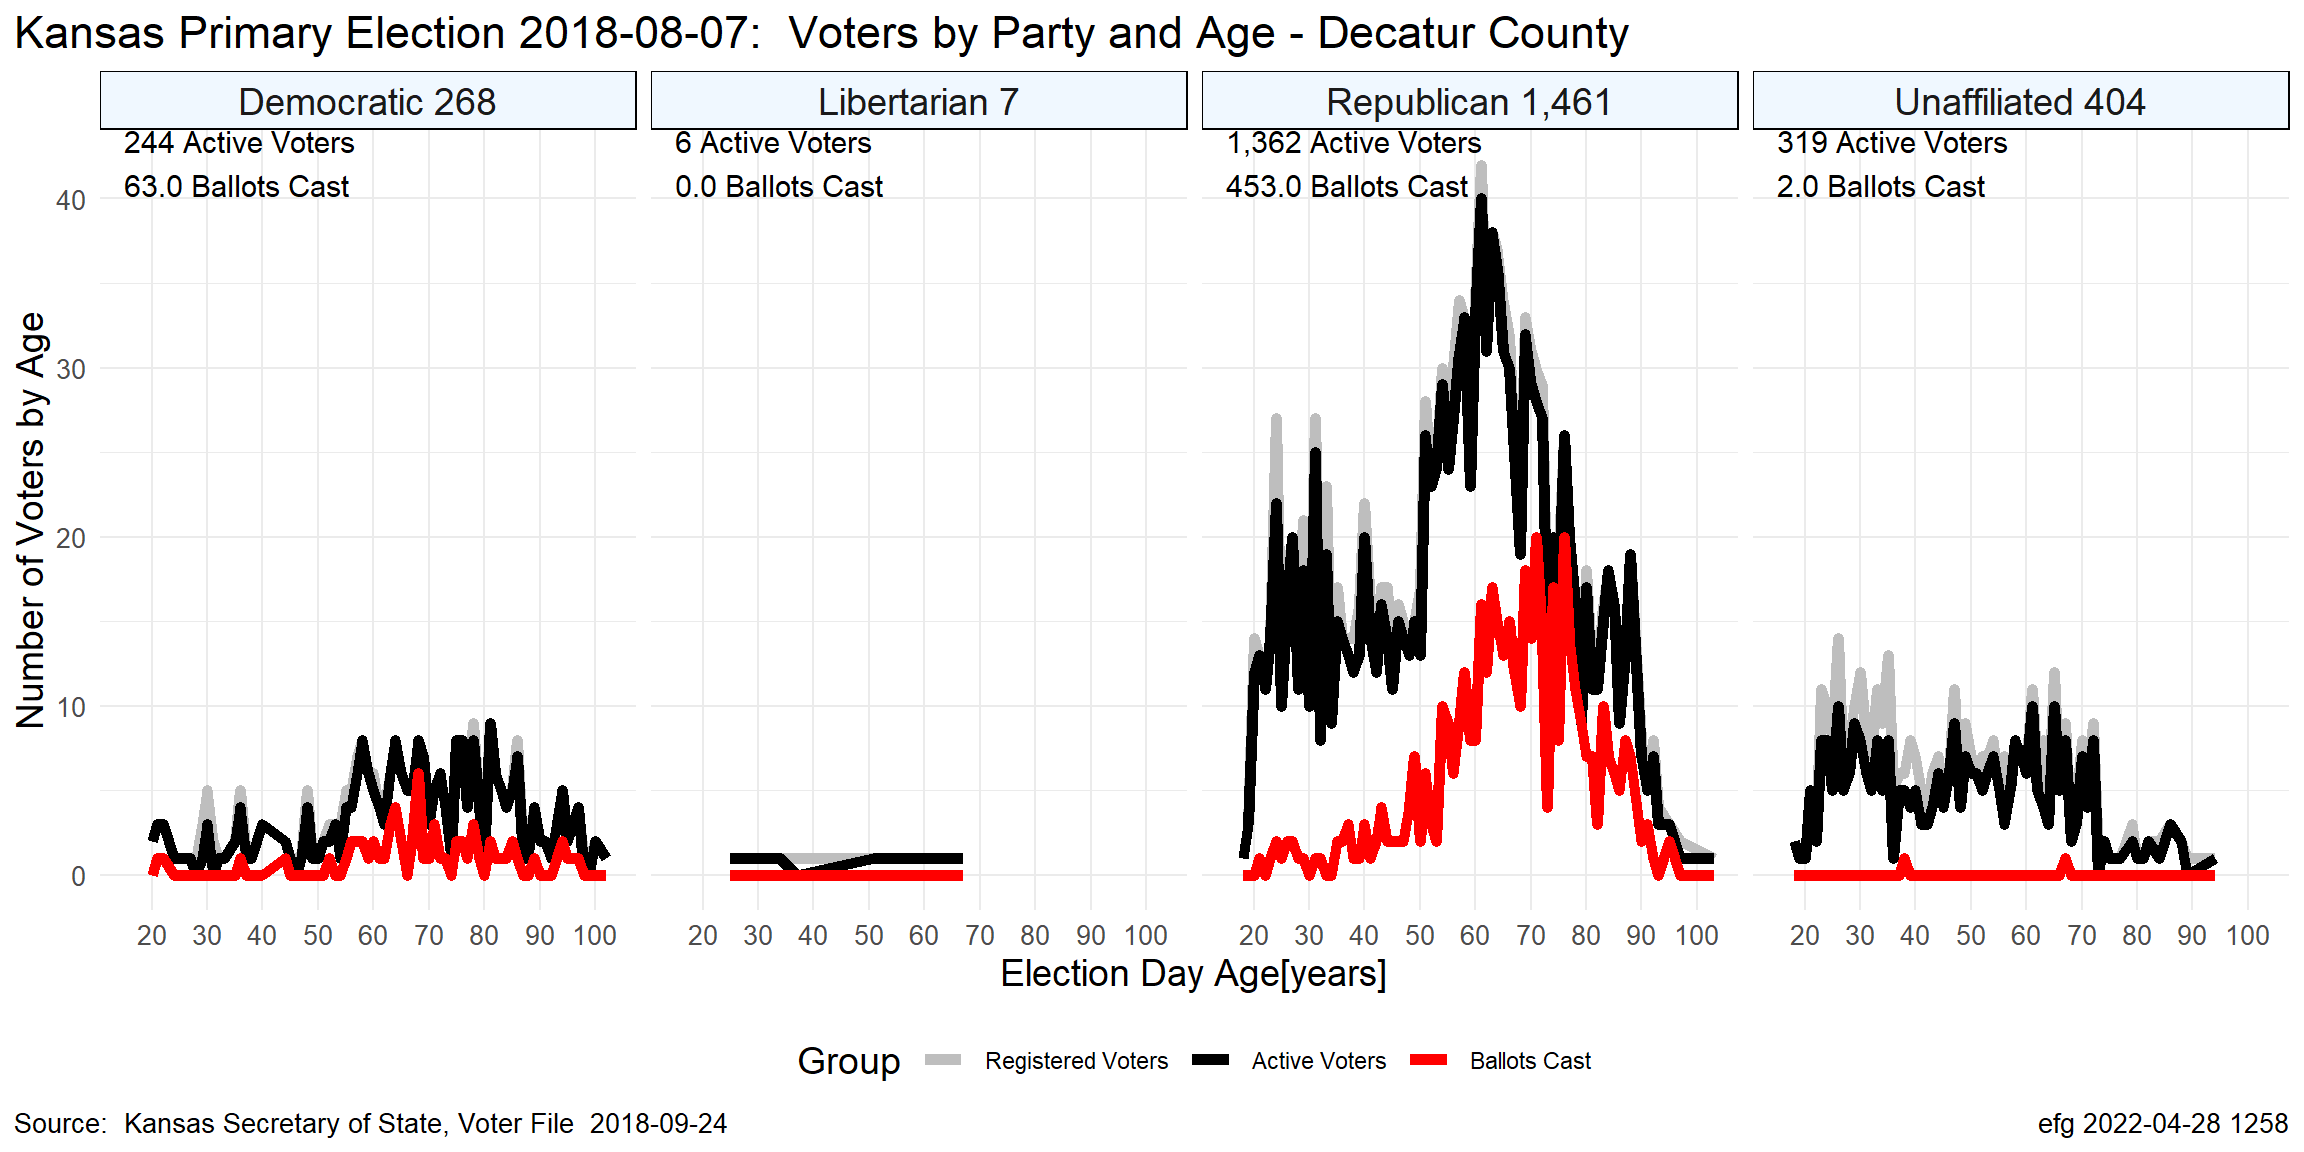 Kansas Primary Election 2018-08-07:  Voters by Party and Age - Decatur County
Democratic 268
Libertarian 7
Republican 1,461
Unaffiliated 404
244 Active Voters
63.0 Ballots Cast
6 Active Voters
0.0 Ballots Cast
1,362 Active Voters
453.0 Ballots Cast
319 Active Voters
2.0 Ballots Cast
Number of Voters by Age
40
30
20
10
0
20 30 40 50 60 70 80 90 100
20 30 40 50 60 70 80 90 100
20 30 40 50 60 70 80 90 100
20 30 40 50 60 70 80 90 100
Election Day Age[years]
Group Registered Voters Active Voters Ballots Cast
Source:  Kansas Secretary of State, Voter File  2018-09-24
efg 2022-04-28 1258